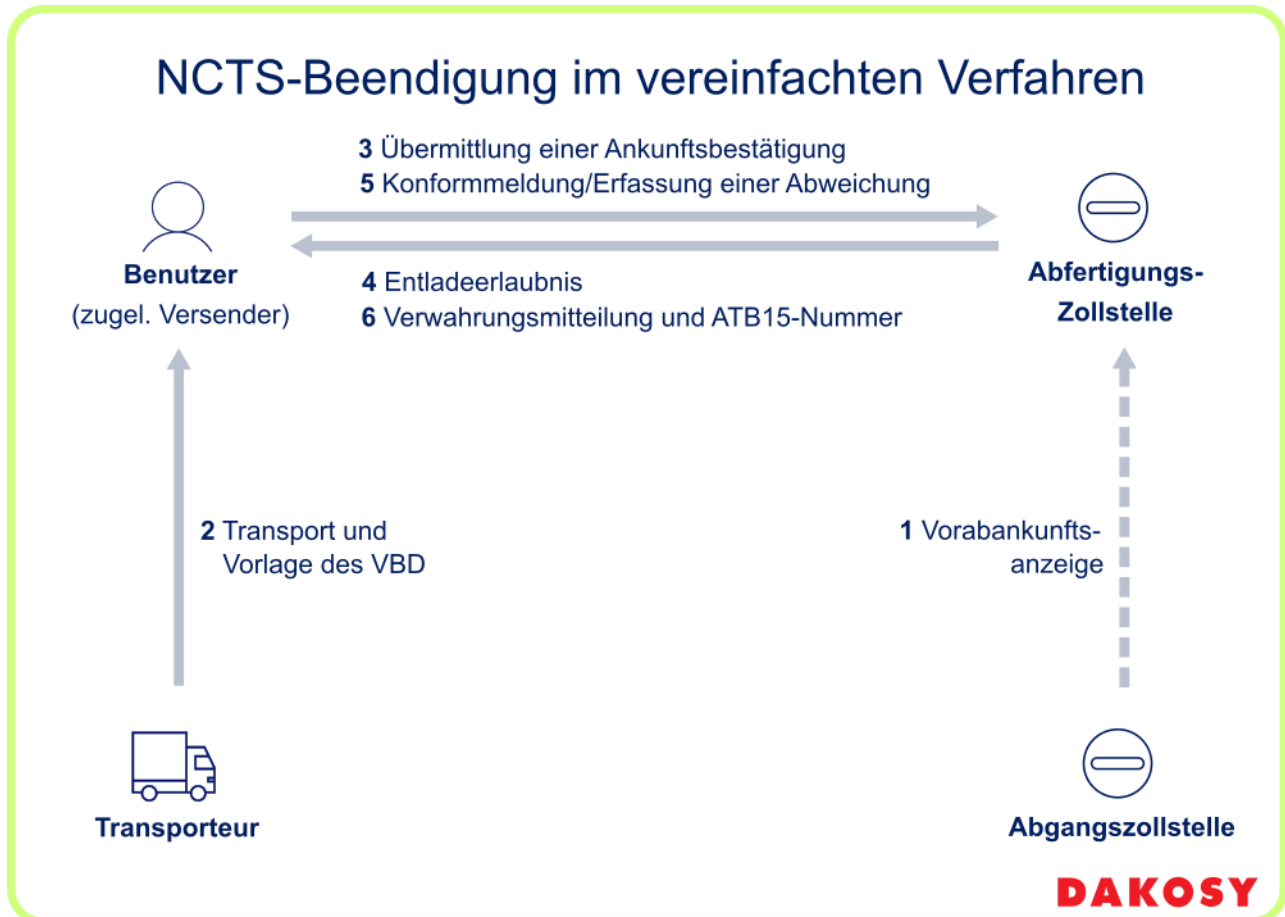 NCTS-Beendigung im vereinfachten Verfahren
3 Übermittlung einer Ankunftsbestätigung
5 Konformmeldung/Erfassung einer Abweichung
Benutzer
(zugel. Versender)
4 Entladeerlaubnis
6 Verwahrungsmitteilung und ATB15-Nummer
Abfertigungs-
Zollstelle
2 Transport und
Vorlage des VBD
1 Vorabankunfts-
anzeige
Transporteur
Abgangszollstelle
DAKOSY